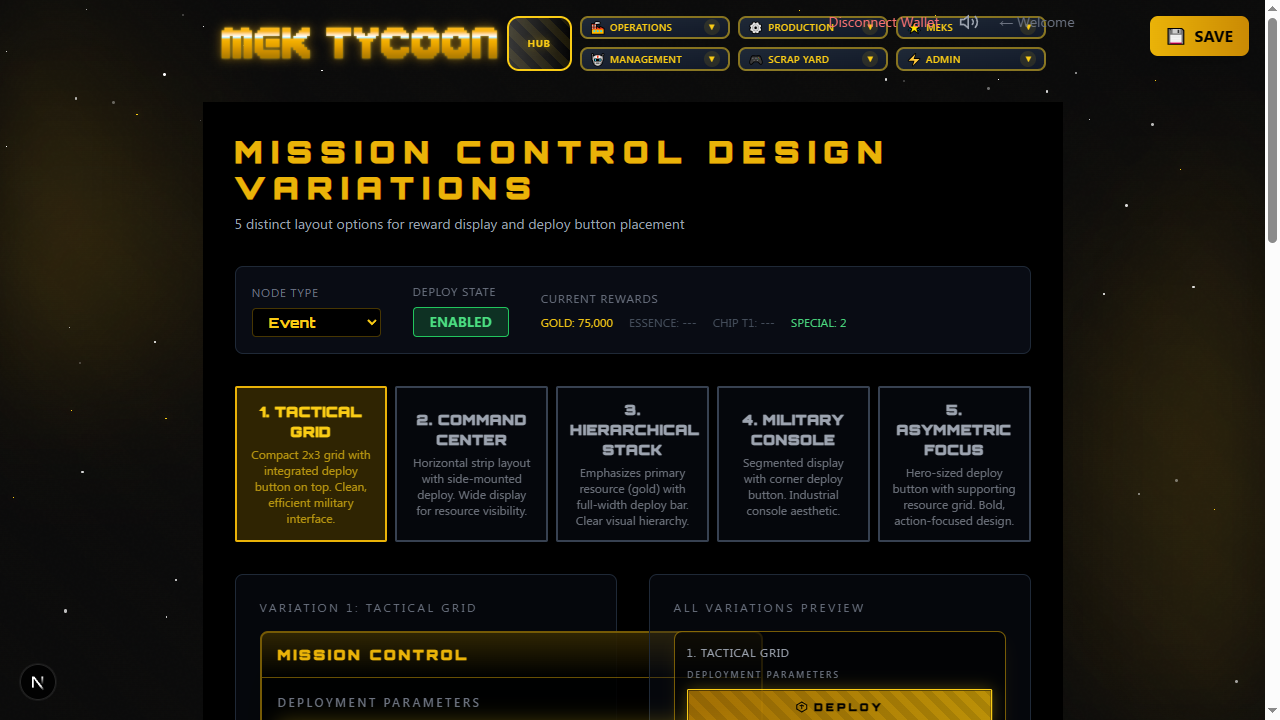 MEK TYCOON
HUB
OPERATIONS ▼
PRODUCTION ▼
★ MEKS ▼
Disconnect Wallet
← Welcome
MANAGEMENT ▼
SCRAP YARD ▼
ADMIN ▼
SAVE
MISSION CONTROL DESIGN
VARIATIONS
5 distinct layout options for reward display and deploy button placement
NODE TYPE
Event
DEPLOY STATE
ENABLED
CURRENT REWARDS
GOLD: 75,000 ESSENCE: --- CHIP T1: --- SPECIAL: 2
1. TACTICAL
GRID
Compact 2x3 grid with
integrated deploy
button on top. Clean,
efficient military
interface.
2. COMMAND
CENTER
Horizontal strip layout
with side-mounted
deploy. Wide display
for resource visibility.
3.
HIERARCHICAL
STACK
Emphasizes primary
resource (gold) with
full-width deploy bar.
Clear visual hierarchy.
4. MILITARY
CONSOLE
Segmented display
with corner deploy
button. Industrial
console aesthetic.
5.
ASYMMETRIC
FOCUS
Hero-sized deploy
button with supporting
resource grid. Bold,
action-focused design.
VARIATION 1: TACTICAL GRID
MISSION CONTROL
DEPLOYMENT PARAMETERS
ALL VARIATIONS PREVIEW
1. TACTICAL GRID
DEPLOYMENT PARAMETERS
DEPLOY
N